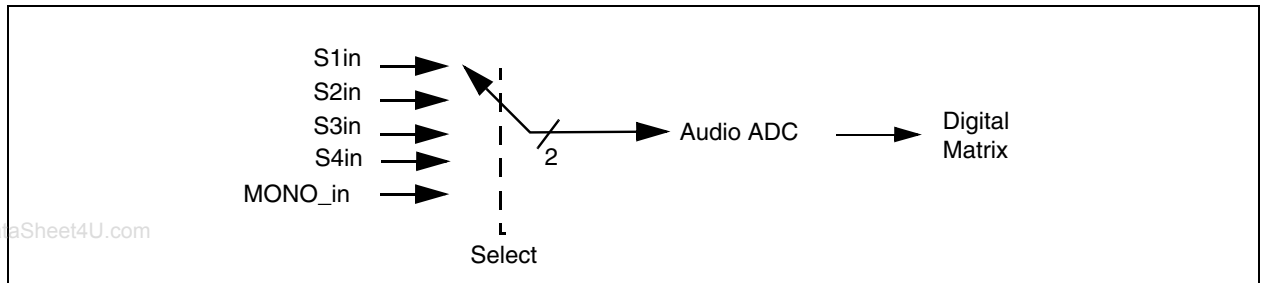 S1in
S2in
S3in
S4in
MONO_in
2
Audio ADC
Digital
Matrix
Select
taSheet4U.com